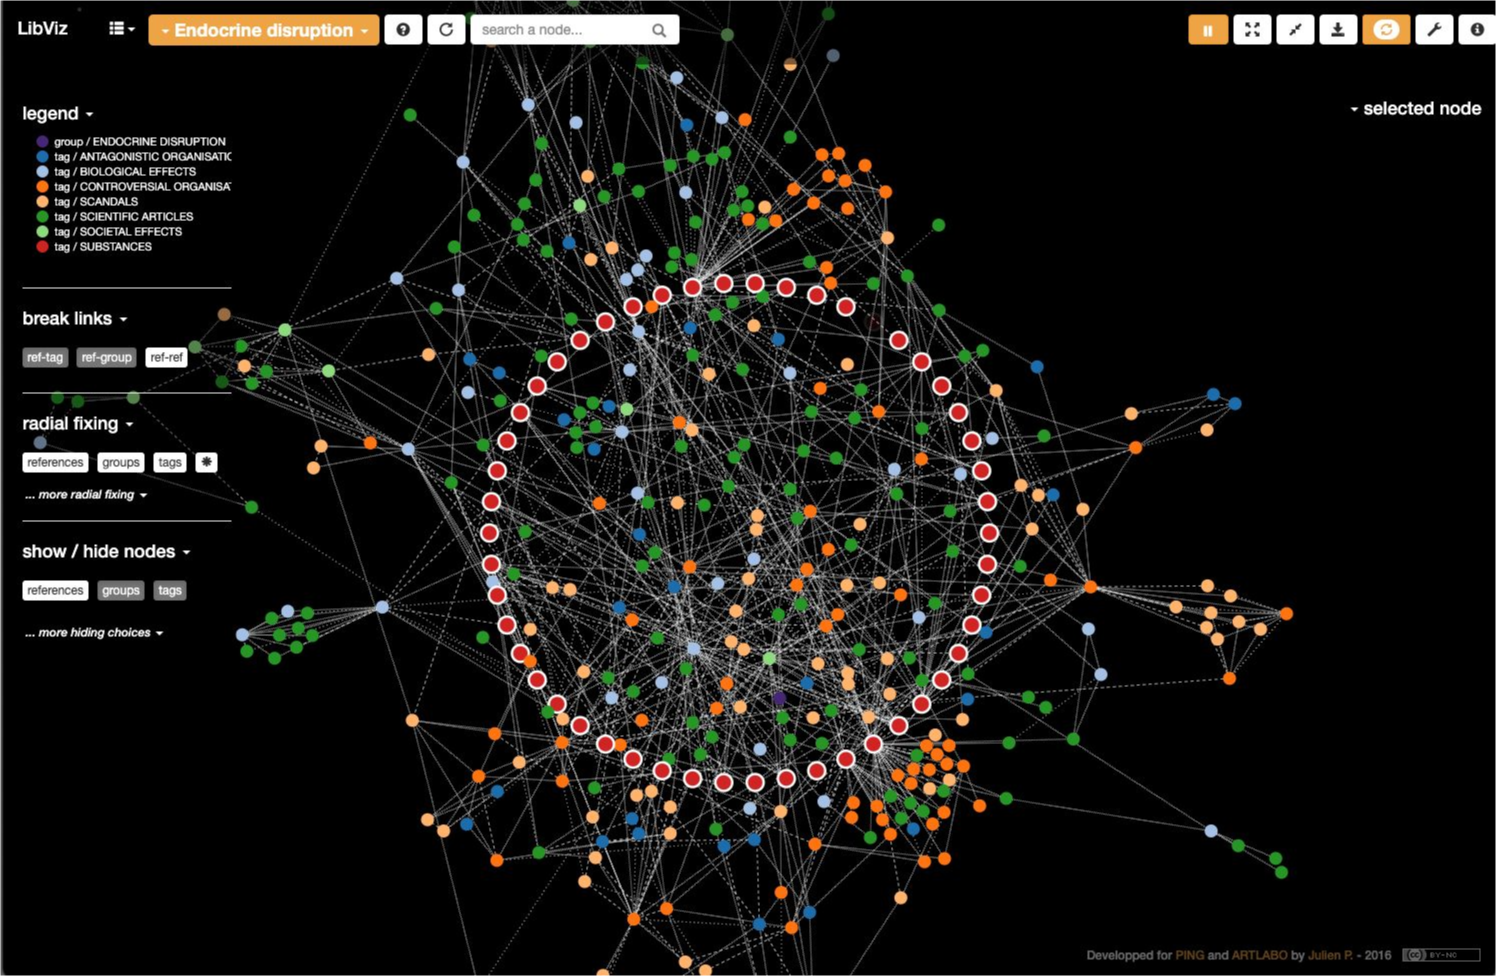 LibViz
Endocrine disruption
search a node...
legend
selected node
group / ENDOCRINE DISRUPTION
tag / ANTAGONISTIC ORGANISATIC
tag / BIOLOGICAL EFFECTS
tag / CONTROVERSIAL ORGANISA
tag / SCANDALS
tag / SCIENTIFIC ARTICLES
tag / SOCIETAL EFFECTS
tag / SUBSTANCES
break links
ref-tag ref-group ref-ref
radial fixing
references groups tags
... more radial fixing
show / hide nodes
references groups tags
... more hiding choices
Developped for PING and ARTLABO by Julien P. - 2016 (cc) BY-NC